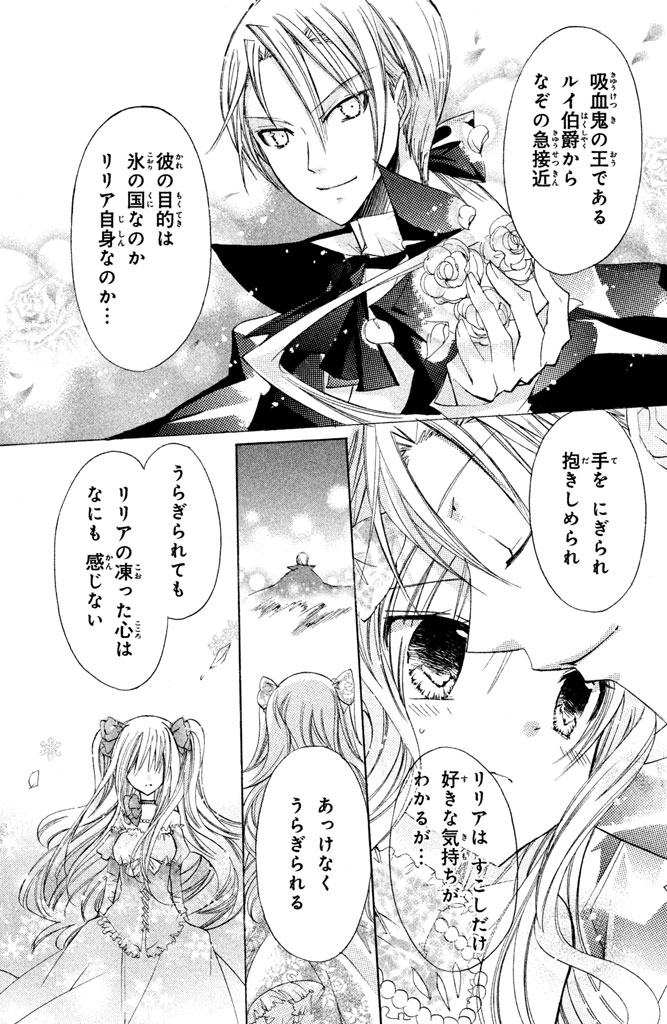 吸血鬼の王である
ルイ伯爵から
なぞの急接近
彼の目的は
氷の国なのか
リリア自身なのか…
手を にぎられ
抱きしめられ
リリアは すこしだけ
好きな気持ちが
わかるが…
あっけなく
うらぎられる
うらぎられても
リリアの凍った心は
なにも 感じない